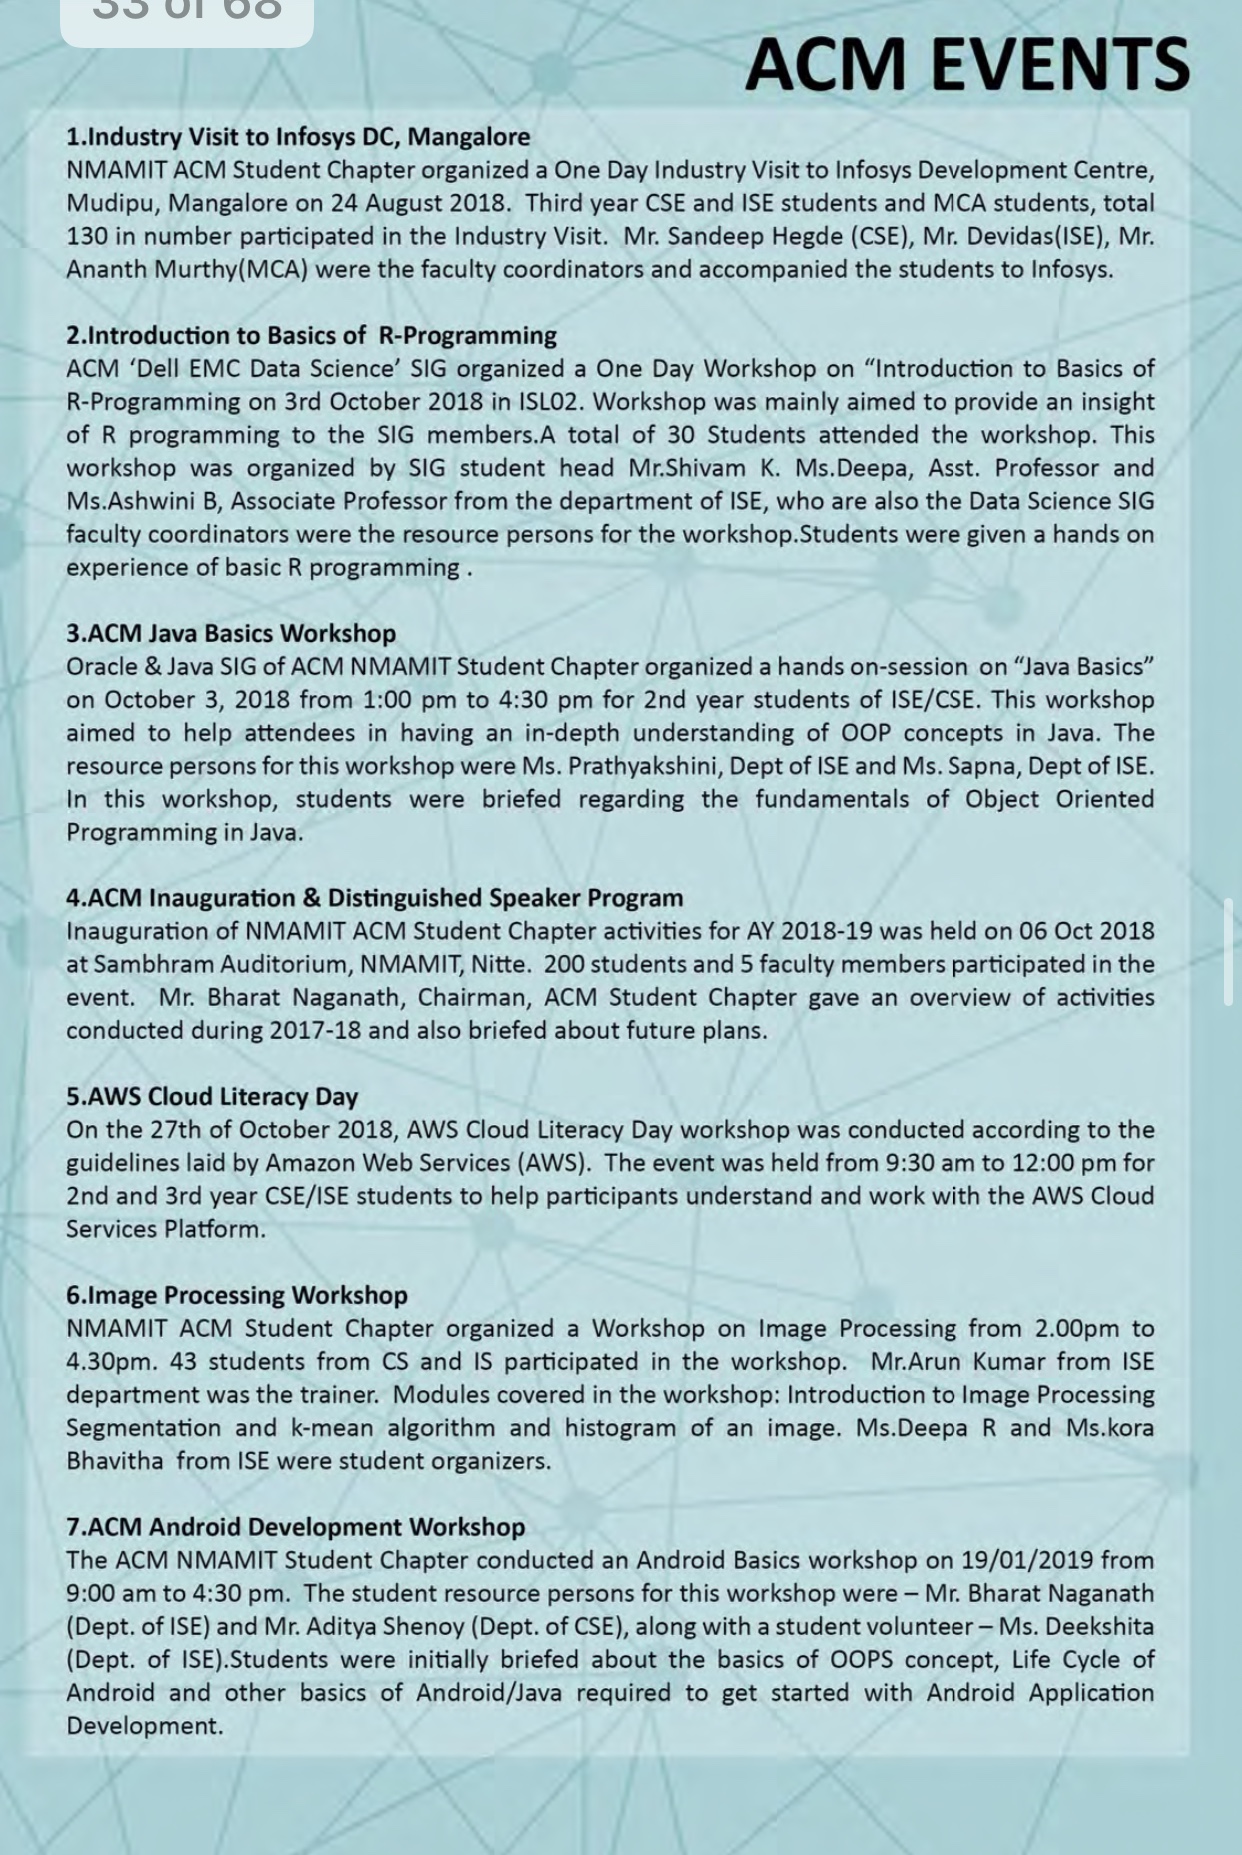 33 of 68
ACM EVENTS
1.Industry Visit to Infosys DC, Mangalore
NMAMIT ACM Student Chapter organized a One Day Industry Visit to Infosys Development Centre,
Mudipu, Mangalore on 24 August 2018.  Third year CSE and ISE students and MCA students, total
130 in number participated in the Industry Visit.  Mr. Sandeep Hegde (CSE), Mr. Devidas(ISE), Mr.
Ananth Murthy(MCA) were the faculty coordinators and accompanied the students to Infosys.
2.Introduction to Basics of  R-Programming
ACM ‘Dell EMC Data Science’ SIG organized a One Day Workshop on “Introduction to Basics of
R-Programming on 3rd October 2018 in ISL02. Workshop was mainly aimed to provide an insight
of R programming to the SIG members.A total of 30 Students attended the workshop. This
workshop was organized by SIG student head Mr.Shivam K. Ms.Deepa, Asst. Professor and
Ms.Ashwini B, Associate Professor from the department of ISE, who are also the Data Science SIG
faculty coordinators were the resource persons for the workshop.Students were given a hands on
experience of basic R programming .
3.ACM Java Basics Workshop
Oracle & Java SIG of ACM NMAMIT Student Chapter organized a hands on-session  on “Java Basics”
on October 3, 2018 from 1:00 pm to 4:30 pm for 2nd year students of ISE/CSE. This workshop
aimed to help attendees in having an in-depth understanding of OOP concepts in Java. The
resource persons for this workshop were Ms. Prathyakshini, Dept of ISE and Ms. Sapna, Dept of ISE.
In this workshop, students were briefed regarding the fundamentals of Object Oriented
Programming in Java.
4.ACM Inauguration & Distinguished Speaker Program
Inauguration of NMAMIT ACM Student Chapter activities for AY 2018-19 was held on 06 Oct 2018
at Sambhram Auditorium, NMAMIT, Nitte.  200 students and 5 faculty members participated in the
event.  Mr. Bharat Naganath, Chairman, ACM Student Chapter gave an overview of activities
conducted during 2017-18 and also briefed about future plans.
5.AWS Cloud Literacy Day
On the 27th of October 2018, AWS Cloud Literacy Day workshop was conducted according to the
guidelines laid by Amazon Web Services (AWS).  The event was held from 9:30 am to 12:00 pm for
2nd and 3rd year CSE/ISE students to help participants understand and work with the AWS Cloud
Services Platform.
6.Image Processing Workshop
NMAMIT ACM Student Chapter organized a Workshop on Image Processing from 2.00pm to
4.30pm. 43 students from CS and IS participated in the workshop.  Mr.Arun Kumar from ISE
department was the trainer.  Modules covered in the workshop: Introduction to Image Processing
Segmentation and k-mean algorithm and histogram of an image. Ms.Deepa R and Ms.kora
Bhavitha  from ISE were student organizers.
7.ACM Android Development Workshop
The ACM NMAMIT Student Chapter conducted an Android Basics workshop on 19/01/2019 from
9:00 am to 4:30 pm.  The student resource persons for this workshop were – Mr. Bharat Naganath
(Dept. of ISE) and Mr. Aditya Shenoy (Dept. of CSE), along with a student volunteer – Ms. Deekshita
(Dept. of ISE).Students were initially briefed about the basics of OOPS concept, Life Cycle of
Android and other basics of Android/Java required to get started with Android Application
Development.